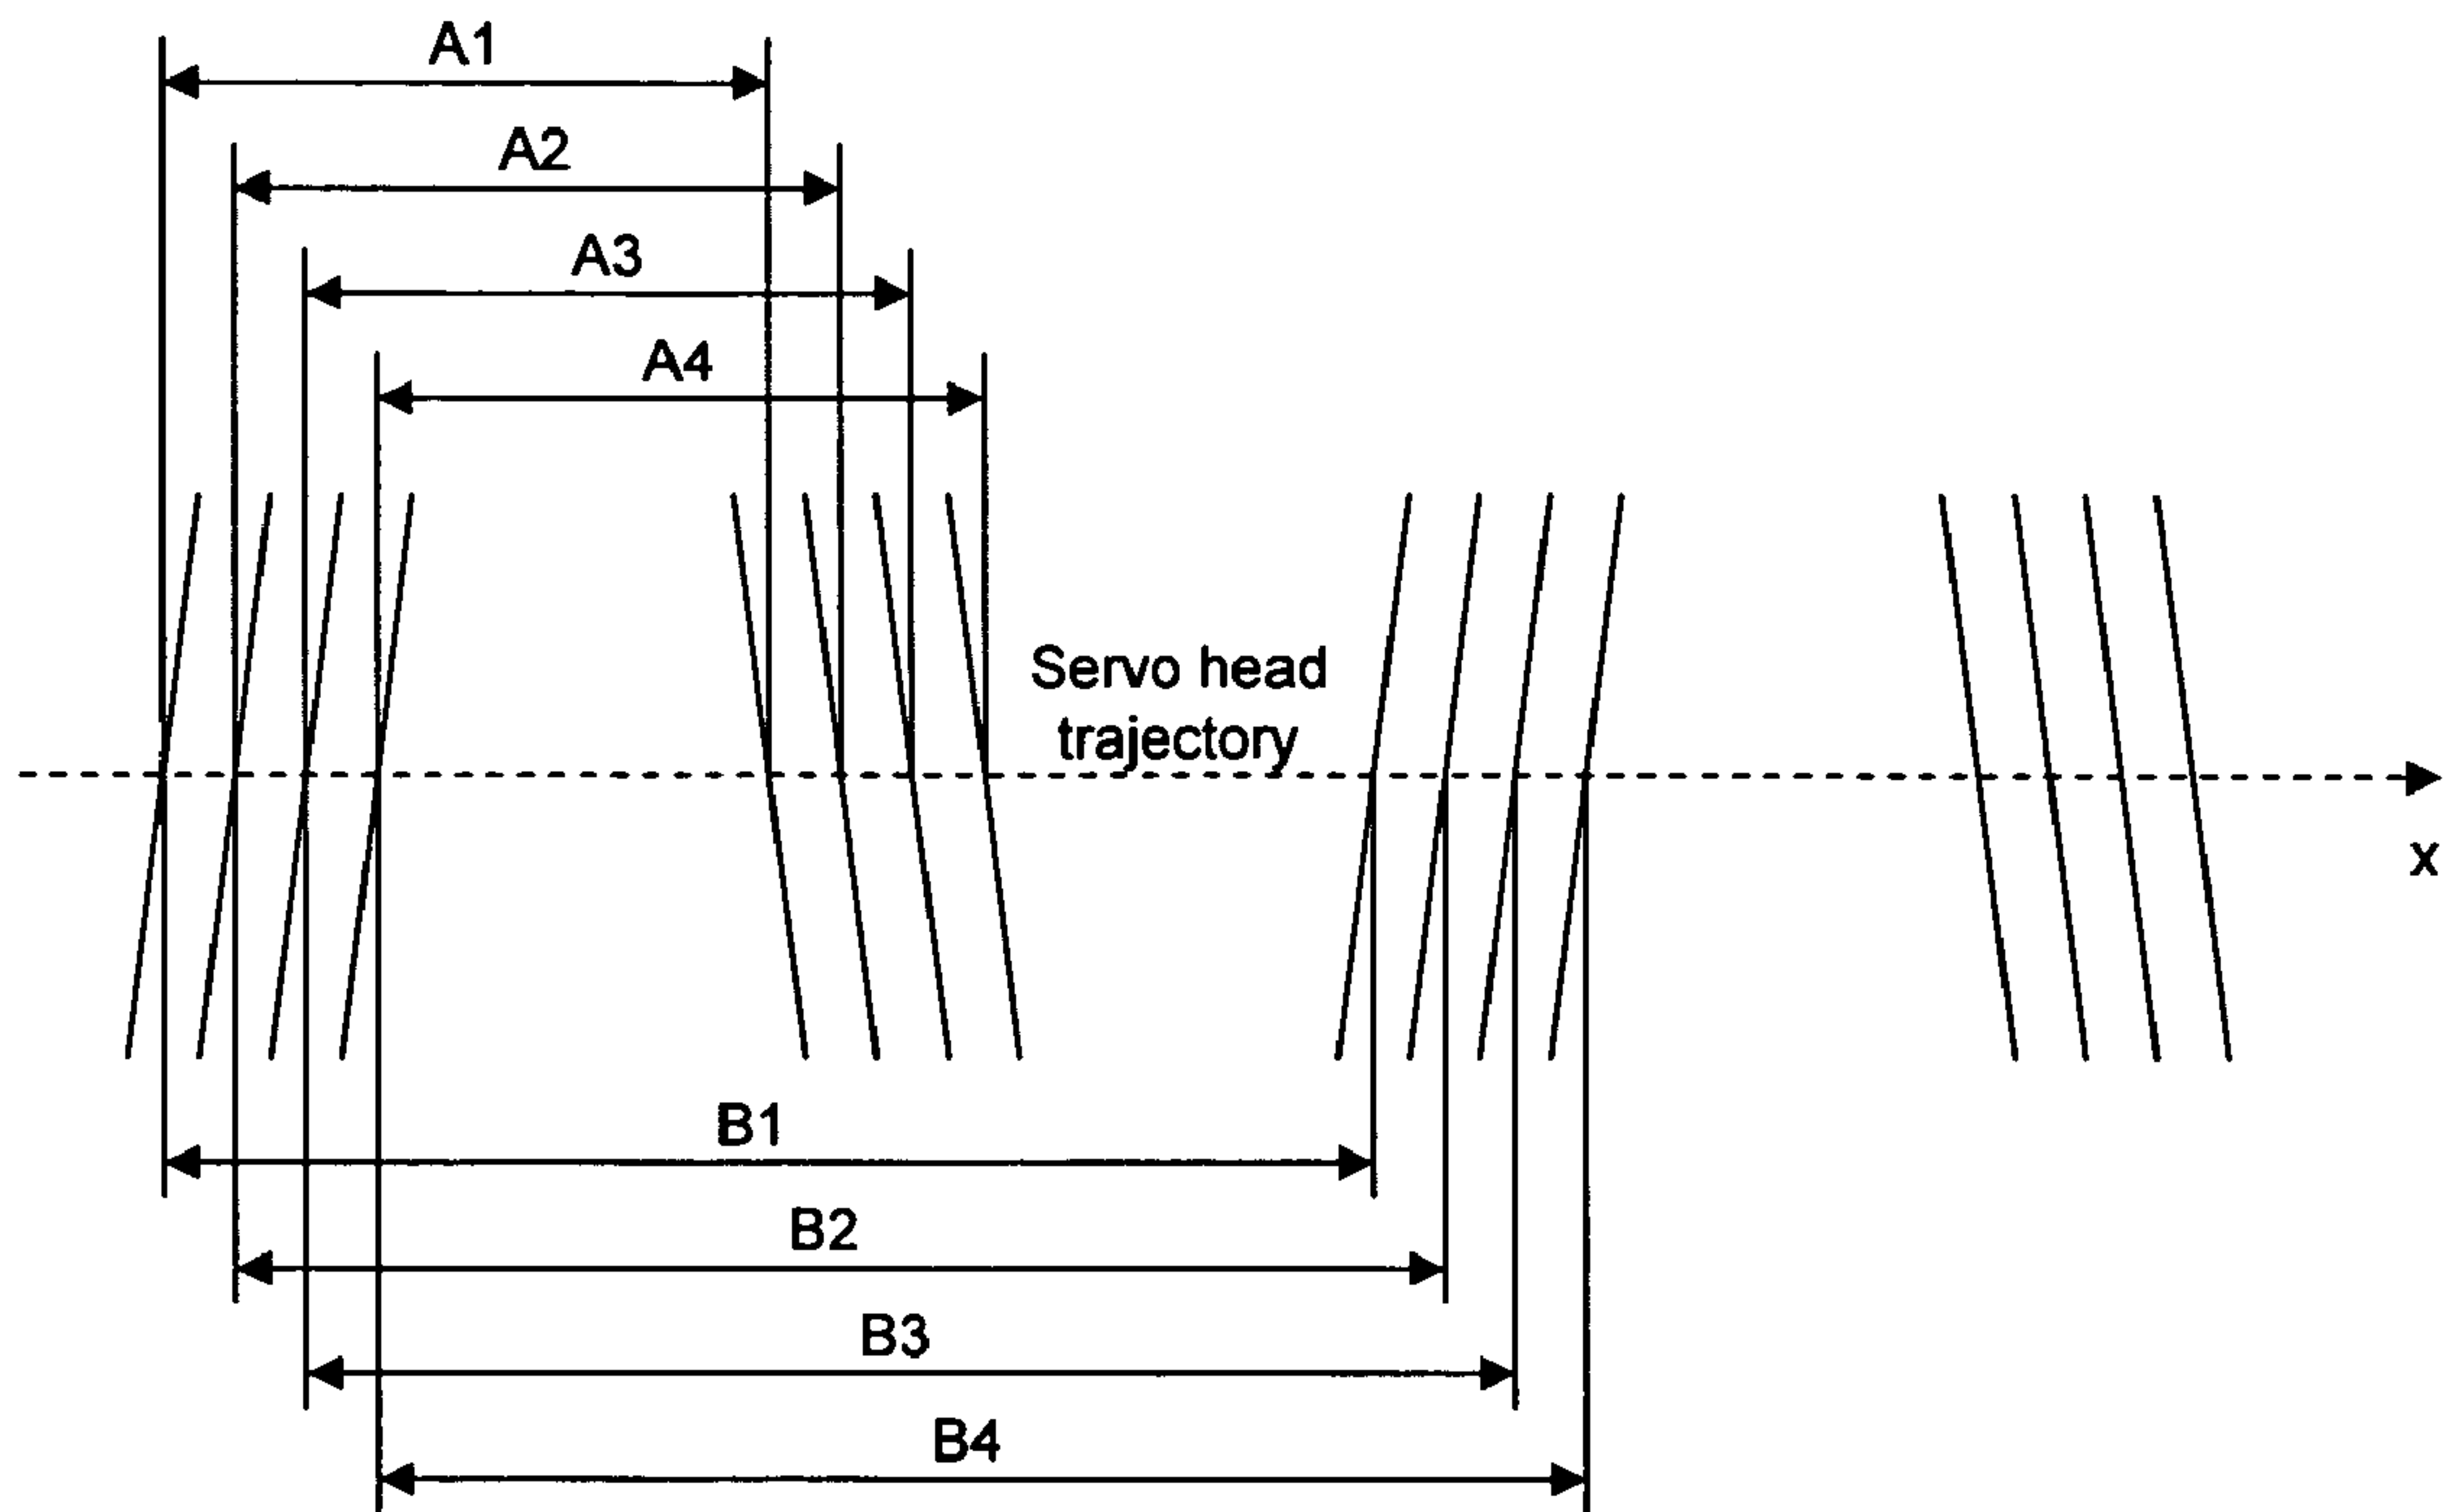 A1
A2
A3
A4
Servo head
trajectory
x
B1
B2
B3
B4